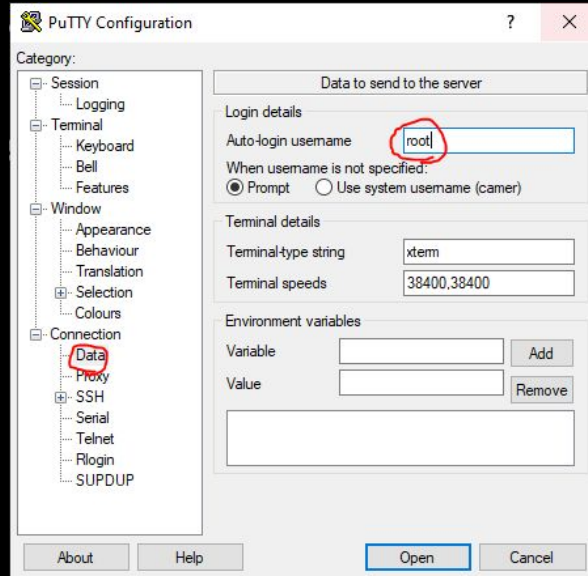 PuTTY Configuration
?
×
Category:
Session
Logging
Terminal
Keyboard
Bell
Features
Window
Appearance
Behaviour
Translation
Selection
Colours
Connection
Data
Proxy
SSH
Serial
Telnet
Rlogin
SUPDUP
Data to send to the server
Login details
Auto-login username
root
When username is not specified:
Prompt
Use system username (camer)
Terminal details
Terminal-type string
xterm
Terminal speeds
38400,38400
Environment variables
Variable
Add
Value
Remove
About
Help
Open
Cancel